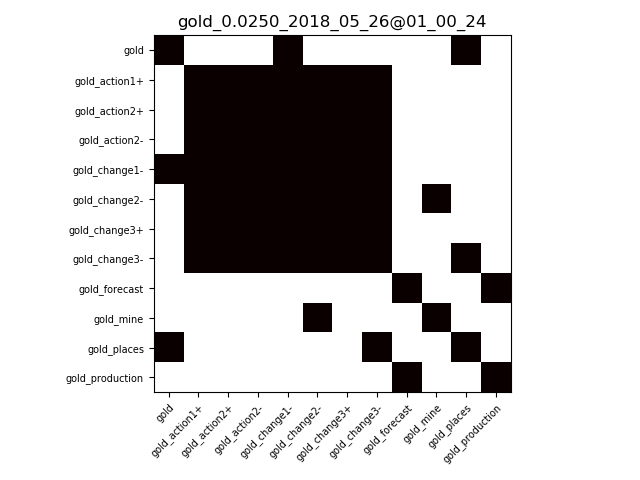 gold_0.0250_2018_05_26@01_00_24
gold
gold_action1+
gold_action2+
gold_action2-
gold_change1-
gold_change2-
gold_change3+
gold_change3-
gold_forecast
gold_mine
gold_places
gold_production
gold
gold_action1+
gold_action2+
gold_action2-
gold_change1-
gold_change2-
gold_change3+
gold_change3-
gold_forecast
gold_mine
gold_places
gold_production